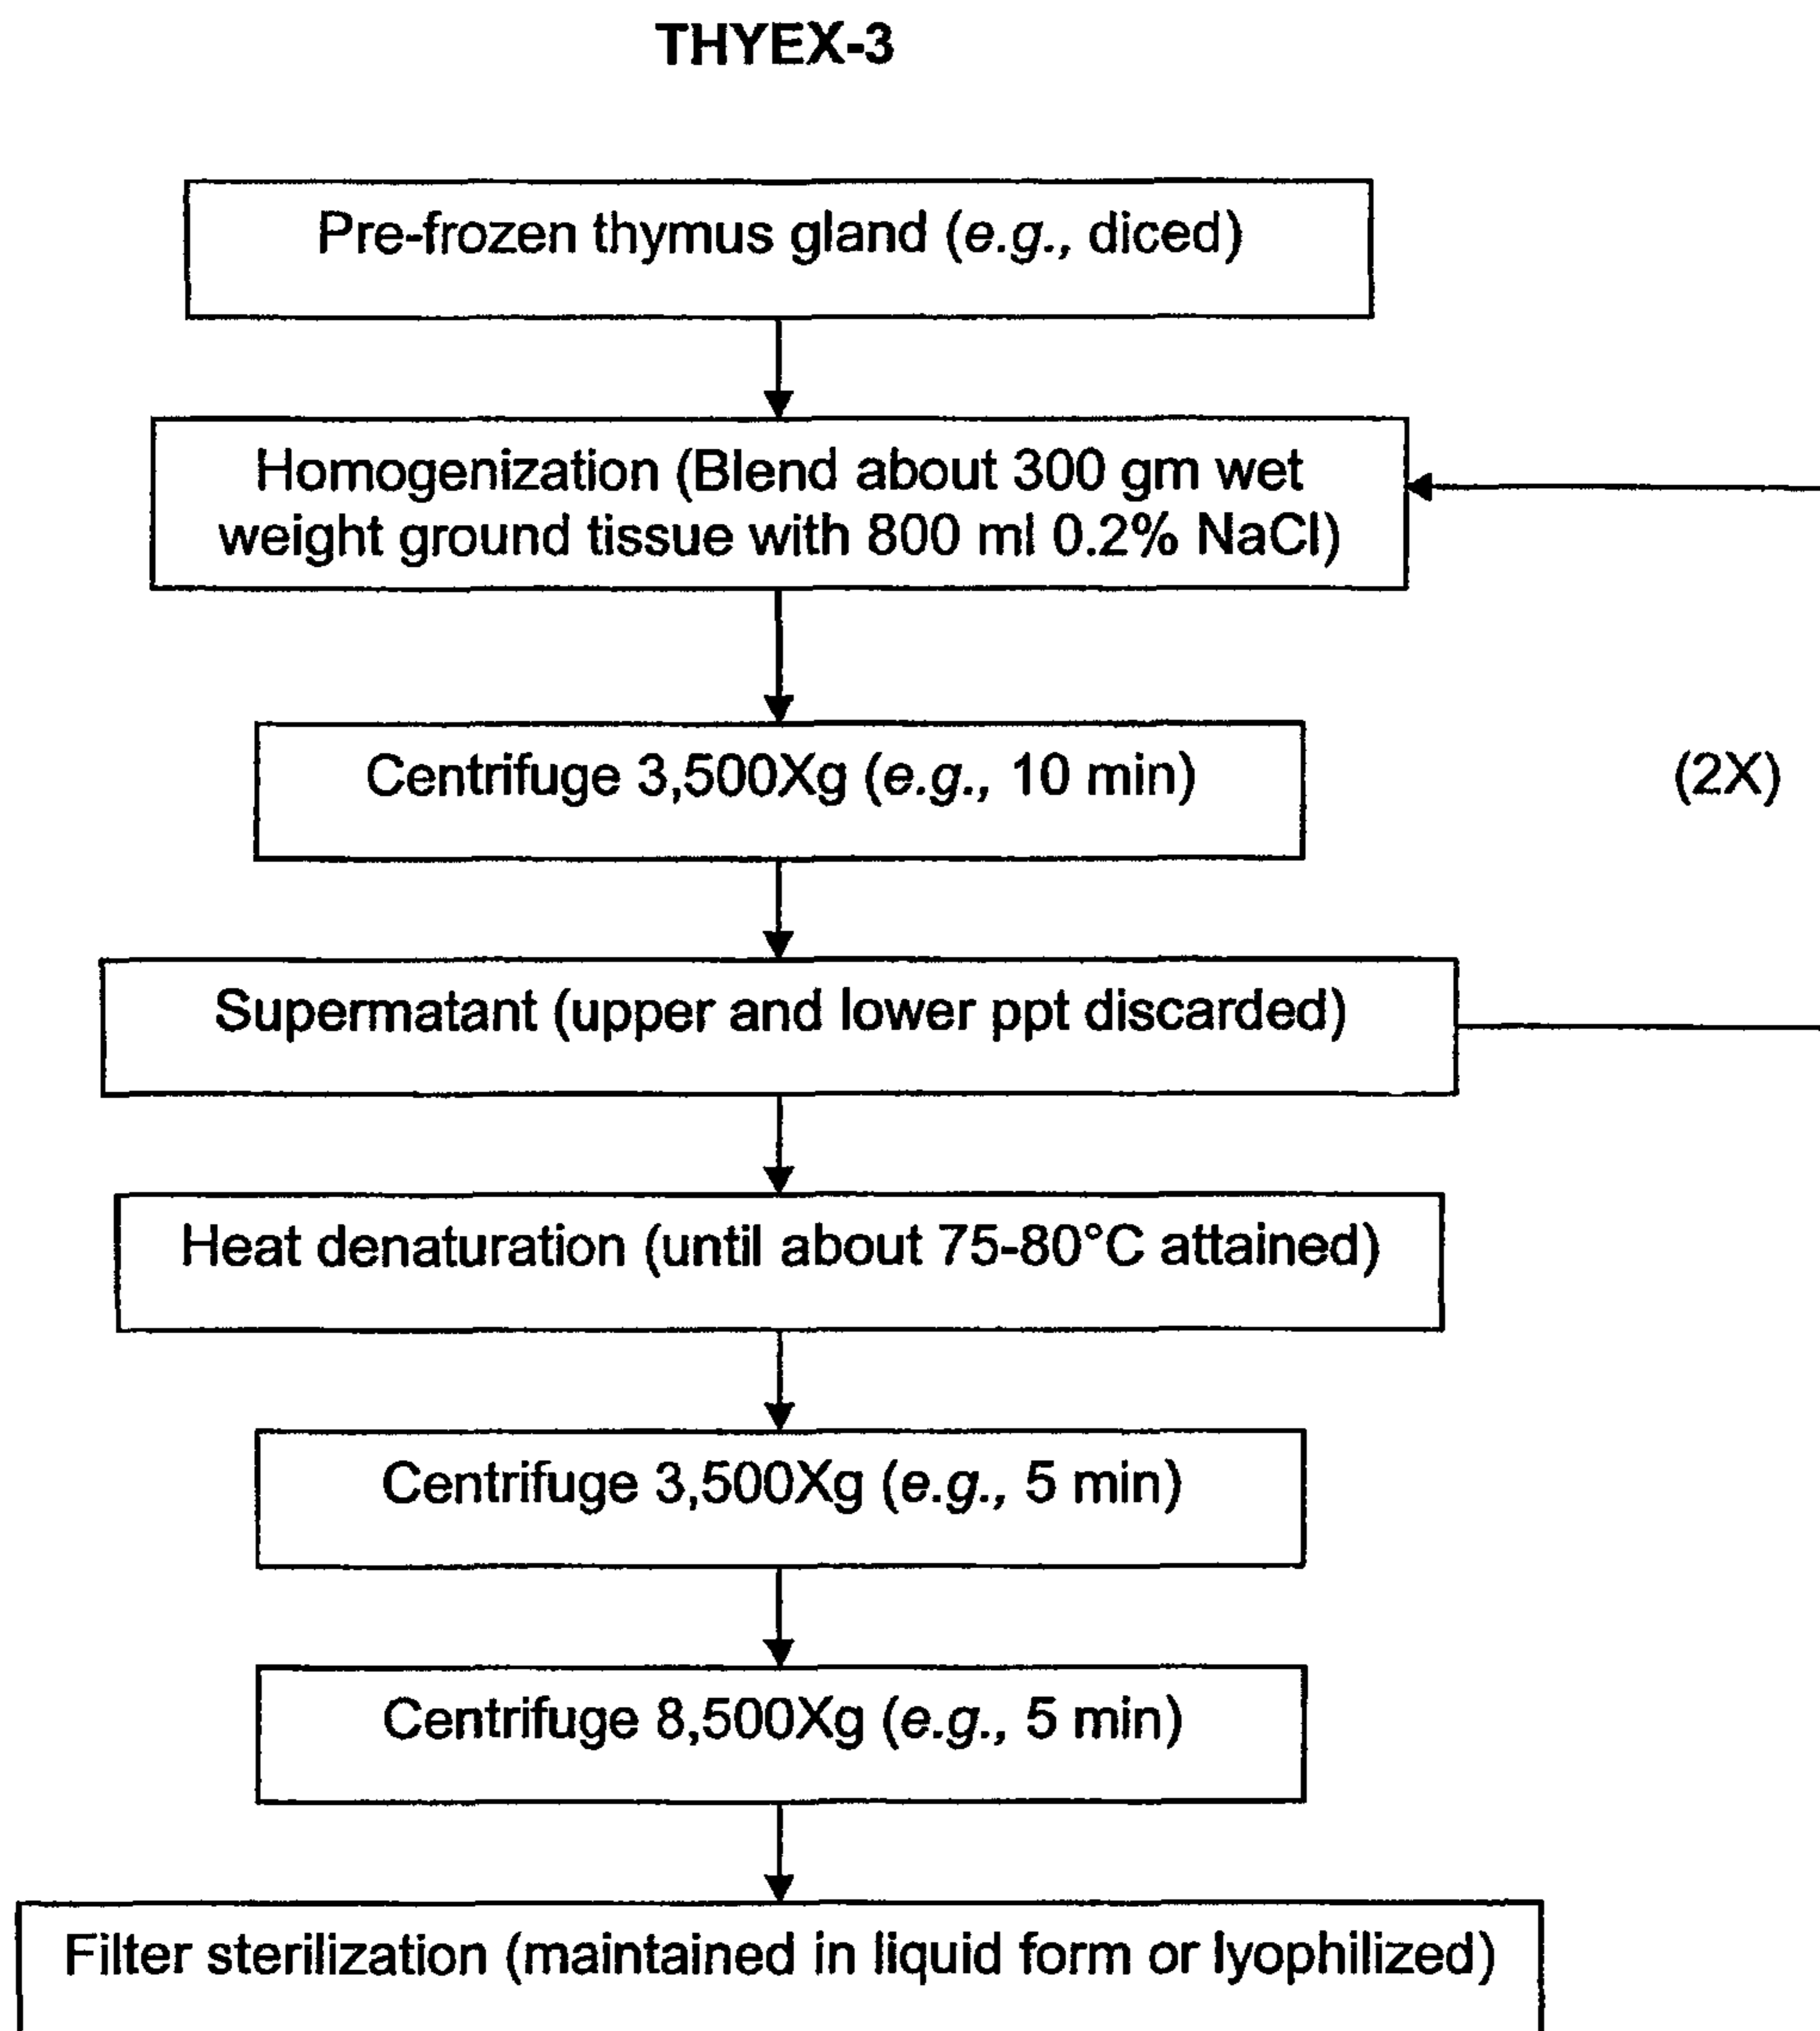 THYEX-3
Pre-frozen thymus gland (e.g., diced)
Homogenization (Blend about 300 gm wet
weight ground tissue with 800 ml 0.2% NaCl)
Centrifuge 3,500Xg (e.g., 10 min)
(2X)
Supermatant (upper and lower ppt discarded)
Heat denaturation (until about 75-80°C attained)
Centrifuge 3,500Xg (e.g., 5 min)
Centrifuge 8,500Xg (e.g., 5 min)
Filter sterilization (maintained in liquid form or lyophilized)